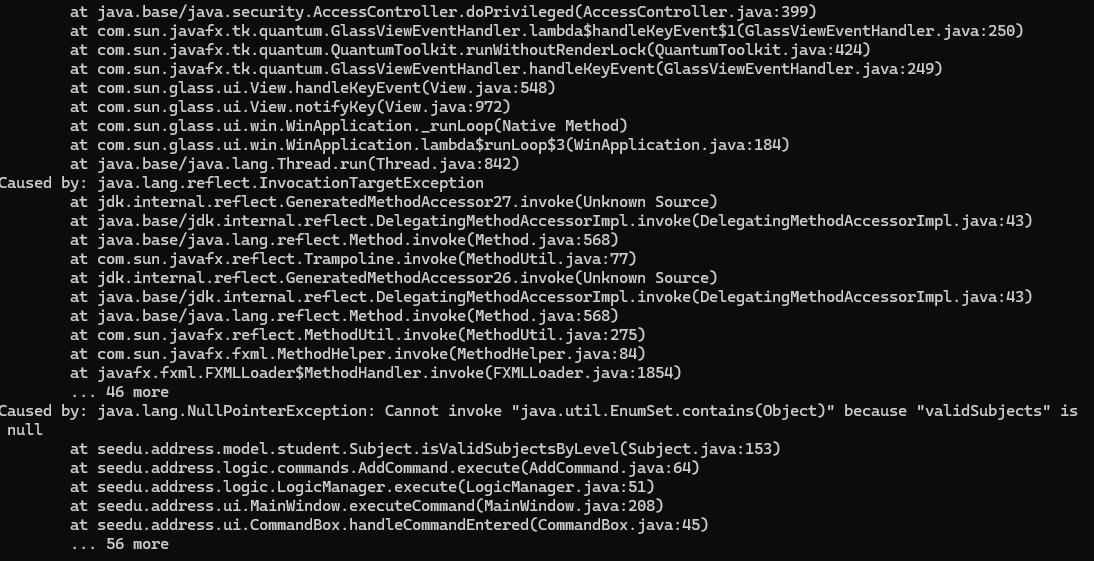 at java.base/java.security.AccessController.doPrivileged(AccessController.java:399)
at com.sun.javafx.tk.quantum.GlassViewEventHandler.lambda$handleKeyEvent$1(GlassViewEventHandler.java:250)
at com.sun.javafx.tk.quantum.QuantumToolkit.runWithoutRenderLock(QuantumToolkit.java:424)
at com.sun.javafx.tk.quantum.GlassViewEventHandler.handleKeyEvent(GlassViewEventHandler.java:249)
at com.sun.glass.ui.View.handleKeyEvent(View.java:548)
at com.sun.glass.ui.View.notifyKey(View.java:972)
at com.sun.glass.ui.win.WinApplication._runLoop(Native Method)
at com.sun.glass.ui.win.WinApplication.lambda$runLoop$3(WinApplication.java:184)
at java.base/java.lang.Thread.run(Thread.java:842)
Caused by: java.lang.reflect.InvocationTargetException
at jdk.internal.reflect.GeneratedMethodAccessor27.invoke(Unknown Source)
at java.base/jdk.internal.reflect.DelegatingMethodAccessorImpl.invoke(DelegatingMethodAccessorImpl.java:43)
at java.base/java.lang.reflect.Method.invoke(Method.java:568)
at com.sun.javafx.reflect.Trampoline.invoke(MethodUtil.java:77)
at jdk.internal.reflect.GeneratedMethodAccessor26.invoke(Unknown Source)
at java.base/jdk.internal.reflect.DelegatingMethodAccessorImpl.invoke(DelegatingMethodAccessorImpl.java:43)
at java.base/java.lang.reflect.Method.invoke(Method.java:568)
at com.sun.javafx.reflect.MethodUtil.invoke(MethodUtil.java:275)
at com.sun.javafx.fxml.MethodHelper.invoke(MethodHelper.java:84)
at javafx.fxml.FXMLLoader$MethodHandler.invoke(FXMLLoader.java:1854)
... 46 more
Caused by: java.lang.NullPointerException: Cannot invoke "java.util.EnumSet.contains(Object)" because "validSubjects" is
null
at seedu.address.model.student.Subject.isValidSubjectsByLevel(Subject.java:153)
at seedu.address.logic.commands.AddCommand.execute(AddCommand.java:64)
at seedu.address.logic.LogicManager.execute(LogicManager.java:51)
at seedu.address.ui.MainWindow.executeCommand(MainWindow.java:208)
at seedu.address.ui.CommandBox.handleCommandEntered(CommandBox.java:45)
... 56 more